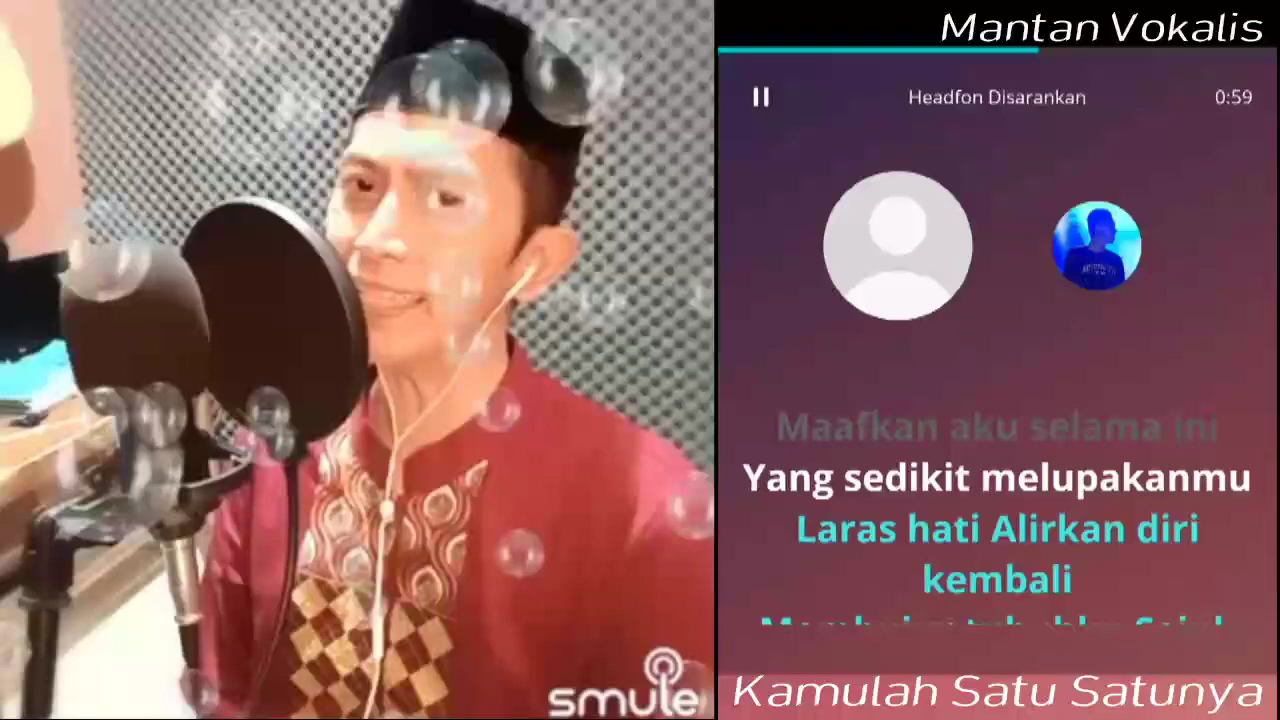 Mantan Vokalis
Headfon Disarankan
0:59
Maafkan aku selama ini
Yang sedikit melupakanmu
Laras hati Alirkan diri
kembali
smule
Kamulah Satu Satunya